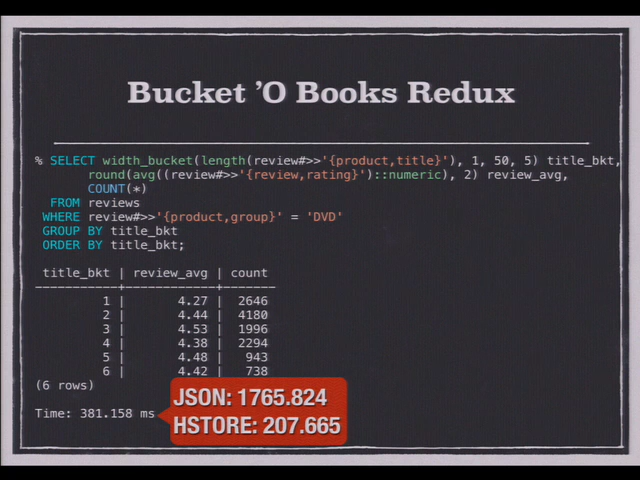 Bucket 'O Books Redux
% SELECT width_bucket(length(review#>>'{product,title}'), 1, 50, 5) title_bkt,
round(avg((review#>>'{review,rating}')::numeric), 2) review_avg,
COUNT(*)
FROM reviews
WHERE review#>>'{product,group}' = 'DVD'
GROUP BY title_bkt
ORDER BY title_bkt;
title_bkt | review_avg | count
-----------+------------+-------
1 | 4.27 | 2646
2 | 4.44 | 4180
3 | 4.53 | 1996
4 | 4.38 | 2294
5 | 4.48 | 943
6 | 4.42 | 738
(6 rows)
Time: 381.158 ms
JSON: 1765.824
HSTORE: 207.665